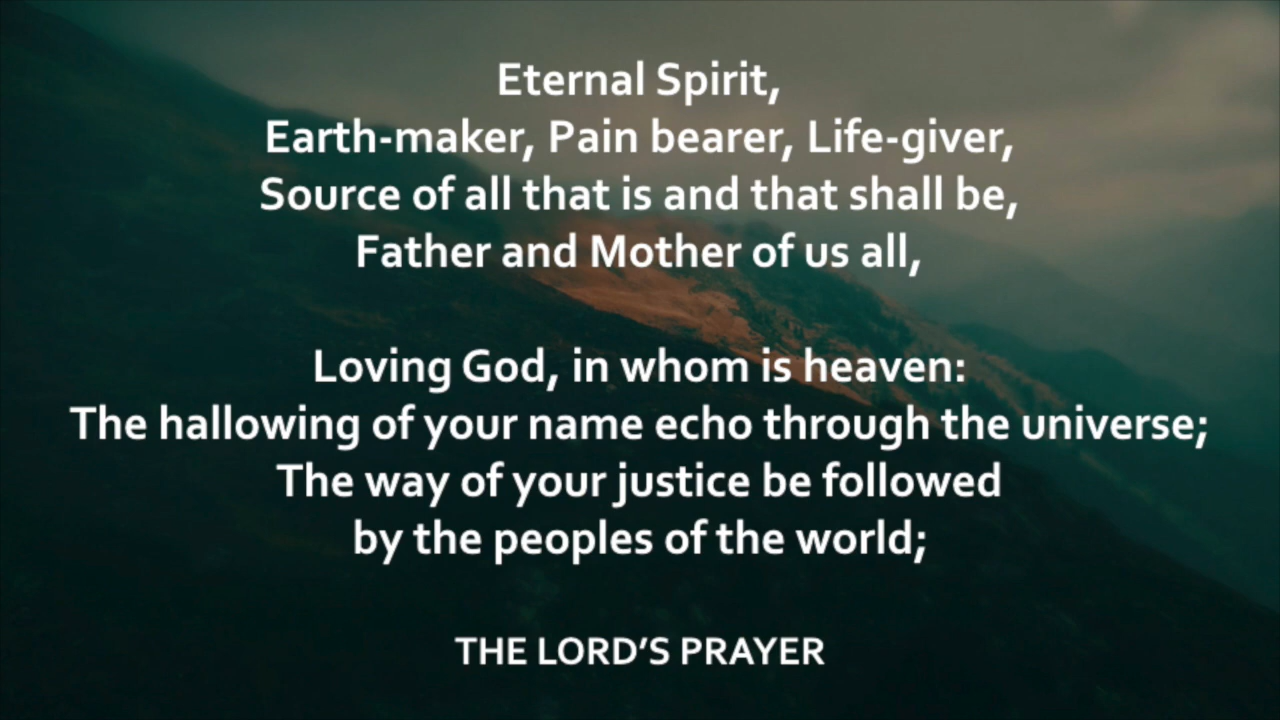 Eternal Spirit,
Earth-maker, Pain bearer, Life-giver,
Source of all that is and that shall be,
Father and Mother of us all,
Loving God, in whom is heaven:
The hallowing of your name echo through the universe;
The way of your justice be followed
by the peoples of the world;
THE LORD’S PRAYER